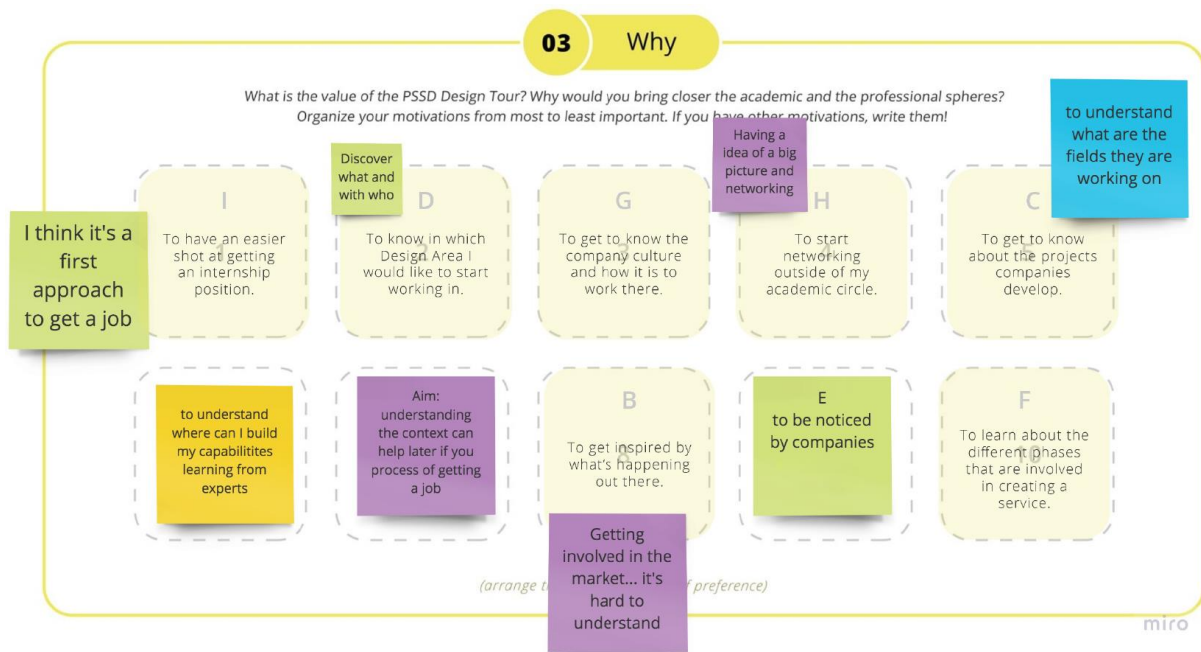 03 Why
What is the value of the PSSD Design Tour? Why would you bring closer the academic and the professional spheres?
Organize your motivations from most to least important. If you have other motivations, write them!
I think it's a
first
approach
to get a job
I
1
To have an easier
shot at getting
an internship
position.
Discover
what and
with who
D
2
To know in which
Design Area I
would like to start
working in.
G
3
To get to know the
company culture
and how it is to
work there.
Having a
idea of a big
picture and
networking
H
4
To start
networking
outside of my
academic circle.
to understand
what are the
fields they are
working on
C
5
To get to know
about the projects
companies
develop.
to understand
where can I build
my capabilitites
learning from
experts
Aim:
understanding
the context can
help later if you
process of getting
a job
B
8
To get inspired by
what's happening
out there.
Getting
involved in the
market... it's
hard to
understand
E
to be noticed
by companies
F
10
To learn about the
different phases
that are involved
in creating a
service.
(arrange preference)
miro